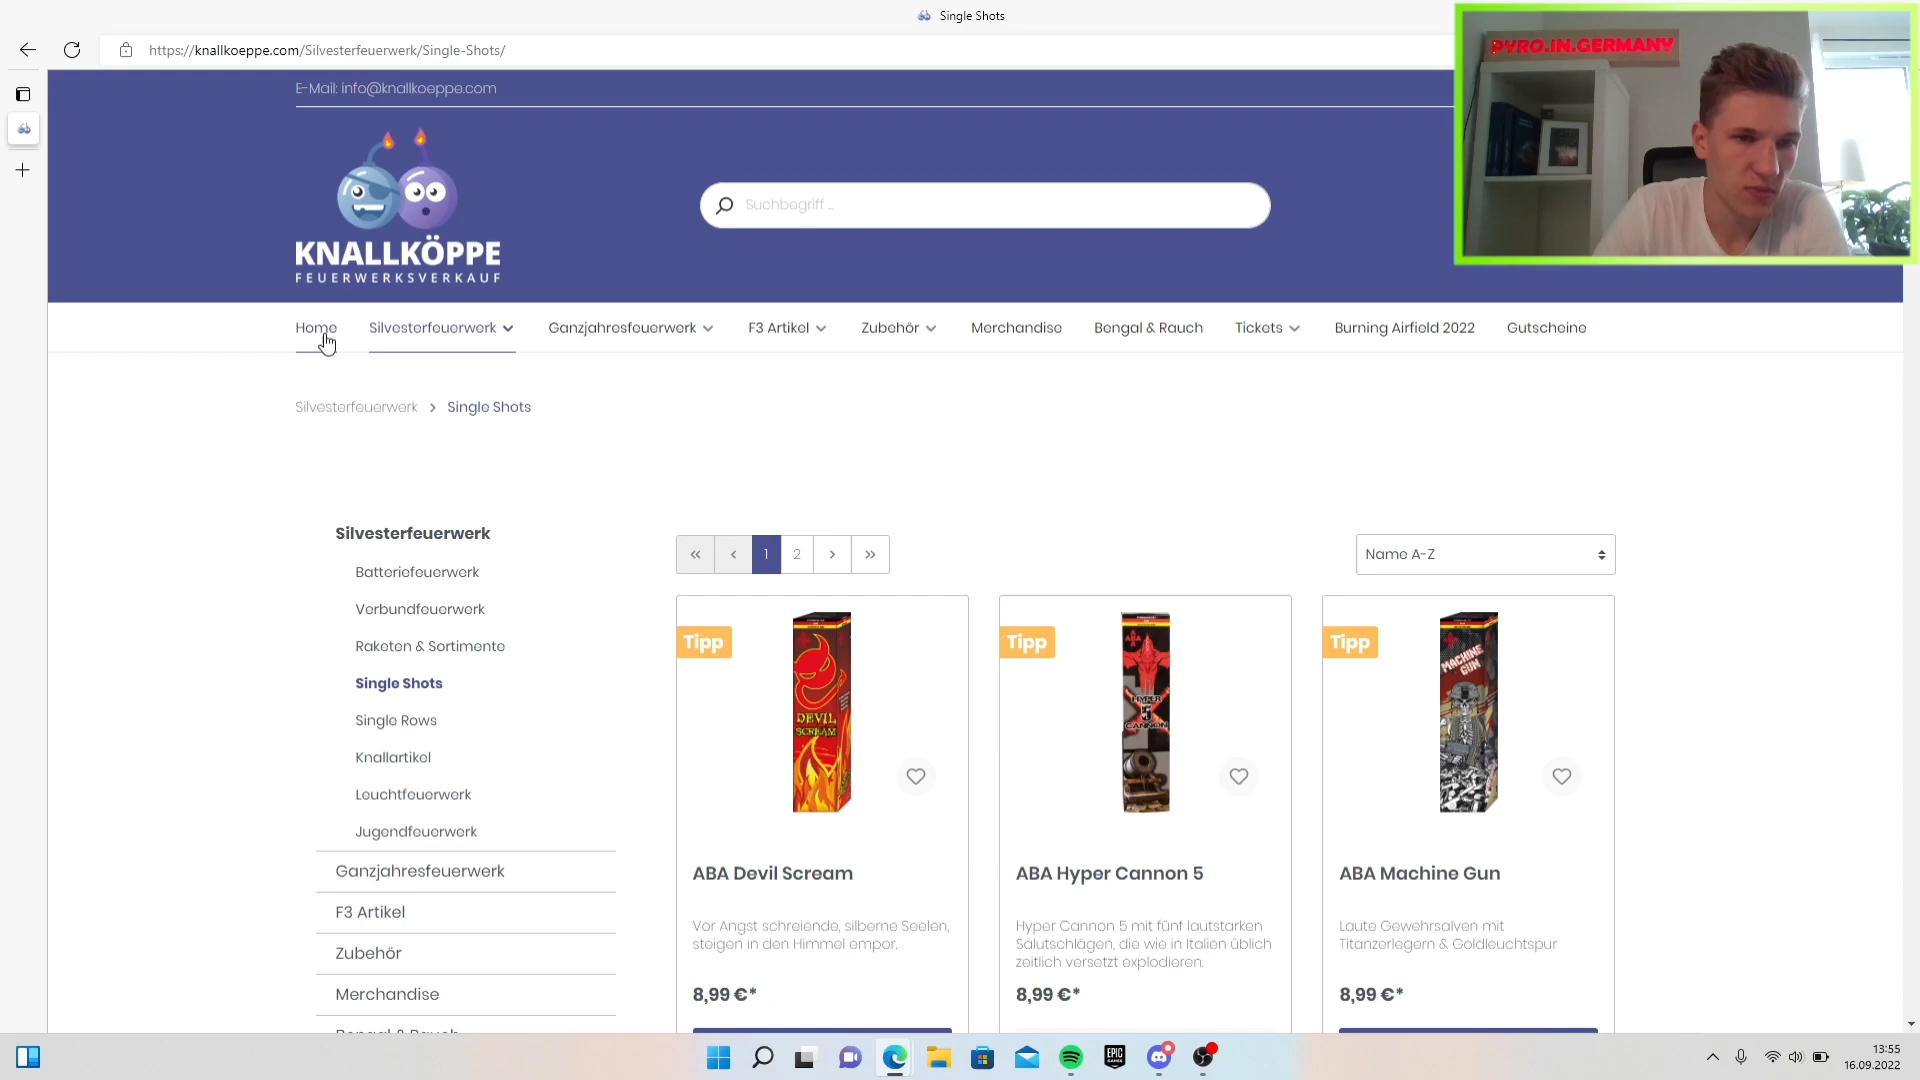 Single Shots
https://knallkoeppe.com/Silvesterfeuerwerk/Single-Shots/
PYRO.IN.GERMANY
E-Mail: info@knallkoeppe.com
KNALLKÖPPE
FEUERWERKSVERKAUF
Suchbegriff ...
Home
Silvesterfeuerwerk
Ganzjahresfeuerwerk
F3 Artikel
Zubehör
Merchandise
Bengal & Rauch
Tickets
Burning Airfield 2022
Gutscheine
Silvesterfeuerwerk > Single Shots
Silvesterfeuerwerk
Batteriefeuerwerk
Verbundfeuerwerk
Raketen & Sortimente
Single Shots
Single Rows
Knallartikel
Leuchtfeuerwerk
Jugendfeuerwerk
Ganzjahresfeuerwerk
F3 Artikel
Zubehör
Merchandise
Bengal & Rauch
« ‹ 1 2 › »
Name A-Z
Tipp
DEVIL
SCREAM
ABA Devil Scream
Vor Angst schreiende, silberne Seelen,
steigen in den Himmel empor.
8,99 €*
Tipp
HYPER
5
CANNON
ABA Hyper Cannon 5
Hyper Cannon 5 mit fünf lautstarken
Salutschlägen, die wie in Italien üblich
zeitlich versetzt explodieren.
8,99 €*
Tipp
MACHINE
GUN
ABA Machine Gun
Laute Gewehrsalven mit
Titanzerlegern & Goldleuchtspur
8,99 €*
EPIC
GAMES
13:55
16.09.2022